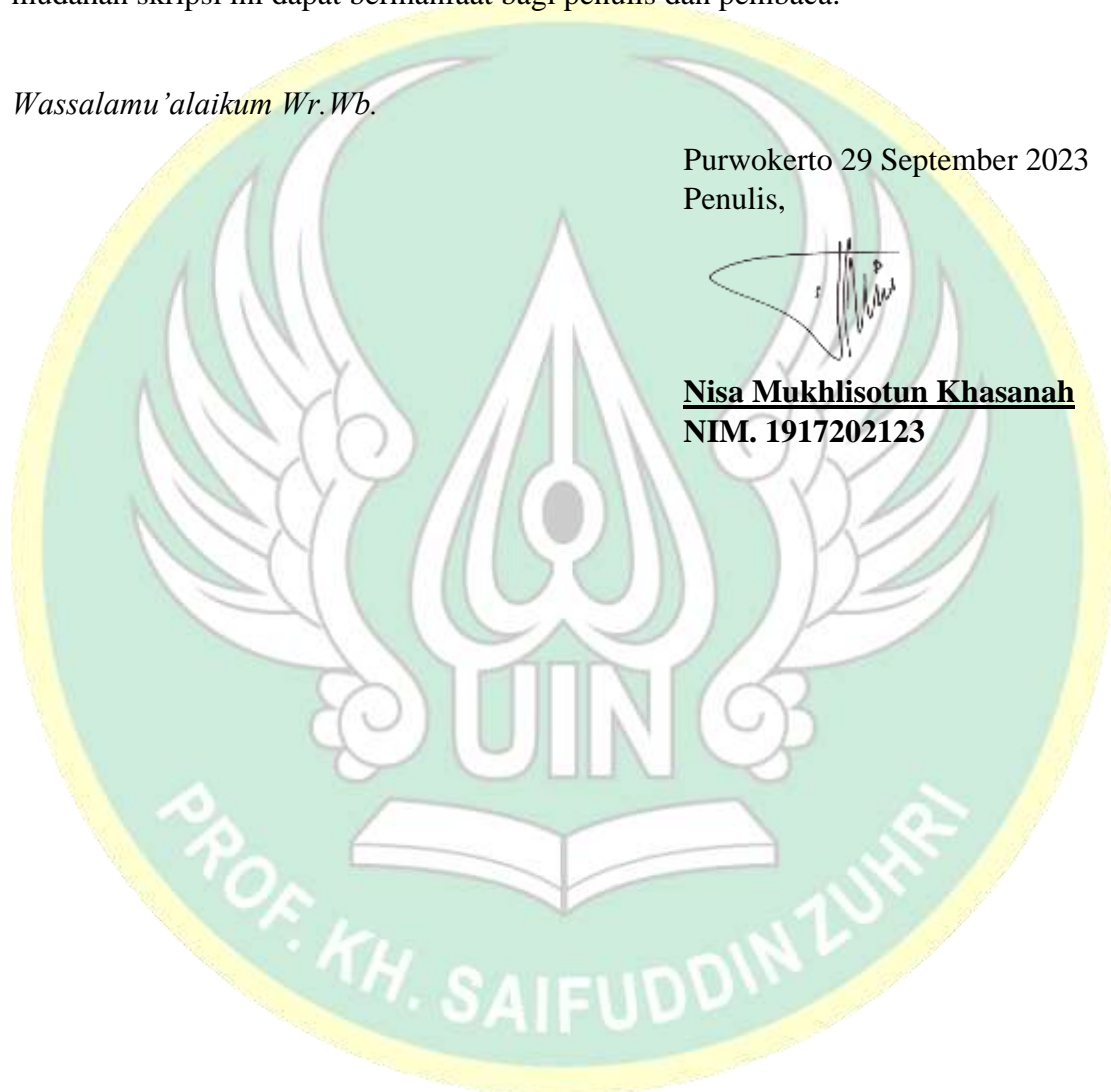 mudahan skripsi ini dapat bermanfaat bagi penulis dan pembaca.
Wassalamu’alaikum Wr.Wb.
Purwokerto 29 September 2023
Penulis,
Nisa Mukhlisotun Khasanah
NIM. 1917202123
UIN
PROF. KH. SAIFUDDIN ZUHRI